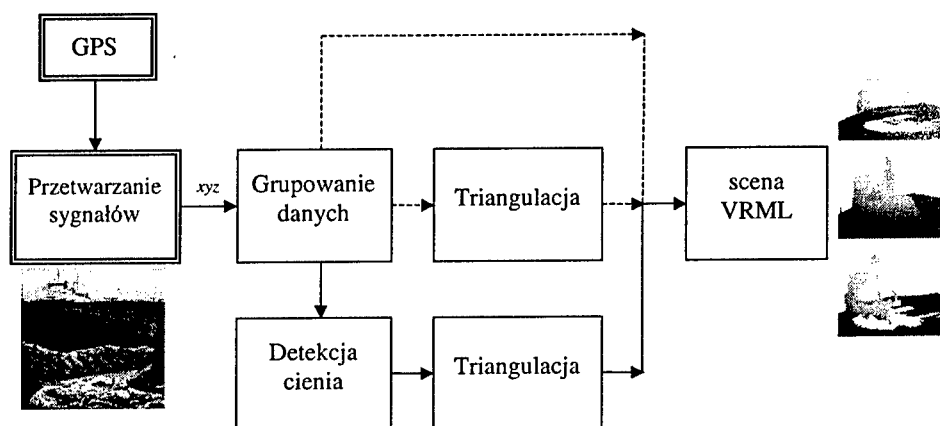 GPS
Przetwarzanie
sygnałów
xyz
Grupowanie
danych
Triangulacja
scena
VRML
Detekcja
cienia
Triangulacja